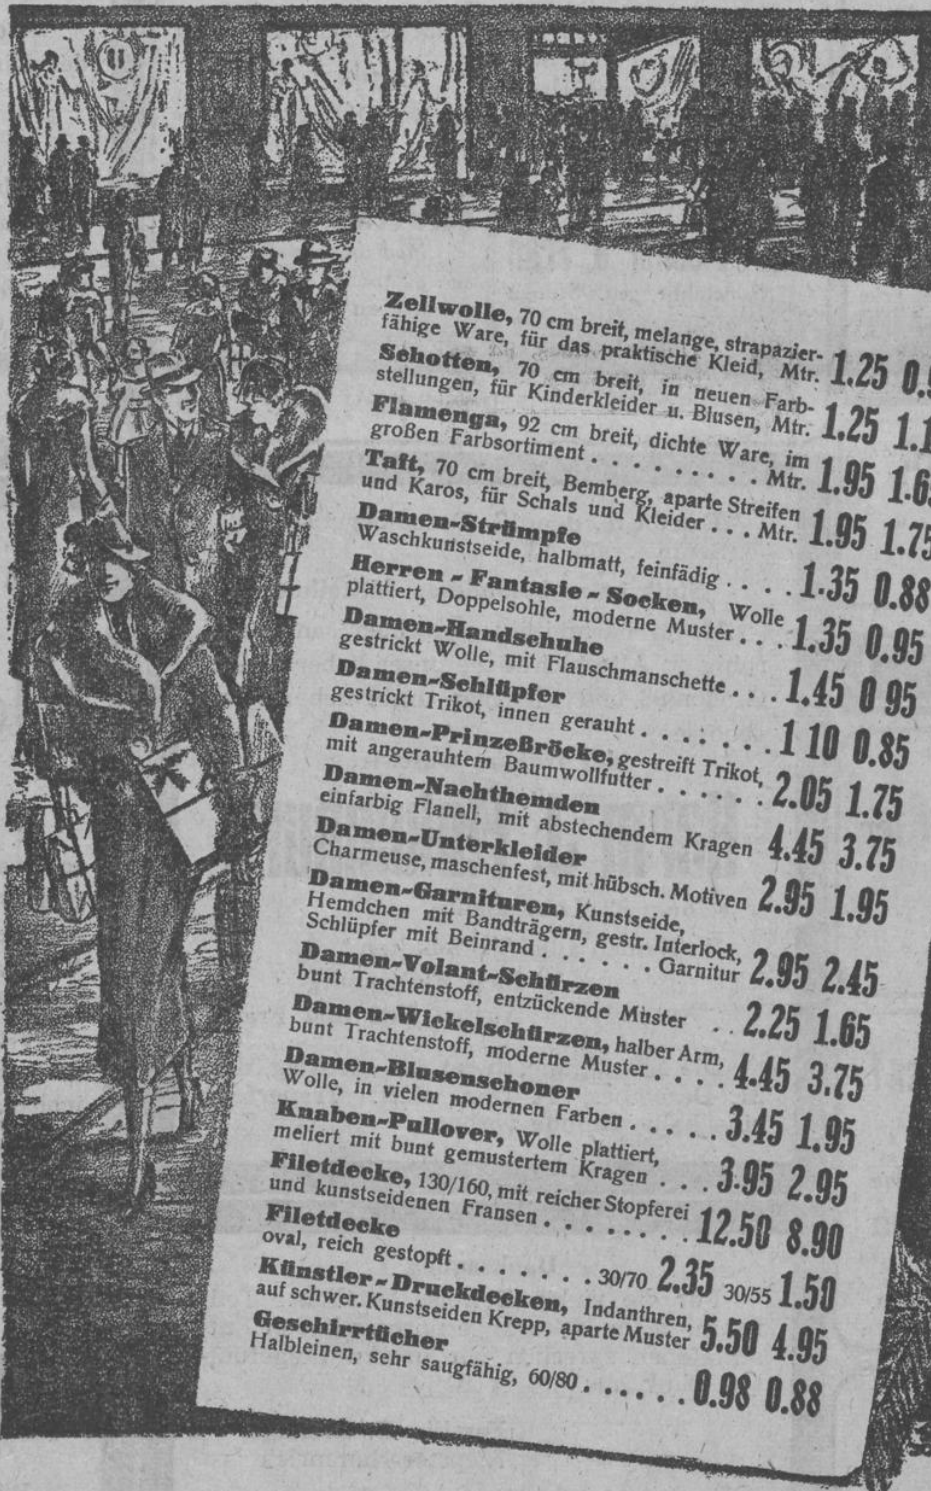 Zellwolle, 70 cm breit, melange, strapazier-
fähige Ware, für das praktische Kleid, Mtr. 1.25
Schotten, 70 cm breit, in neuen Farb-
stellungen, für Kinderkleider u. Blusen, Mtr. 1.25
Flamenga, 92 cm breit, dichte Ware, im
großen Farbsortiment . . . . . . . . Mtr. 1.95 1.65
Taft, 70 cm breit, Bemberg, aparte Streifen
und Karos, für Schals und Kleider . . . Mtr. 1.95 1.75
Damen-Strümpfe
Waschkunstseide, halbmatt, feinfädig . . . . 1.35 0.88
Herren - Fantasie - Socken, Wolle
plattiert, Doppelsohle, moderne Muster . . . 1.35 0.95
Damen-Handschuhe
gestrickt Wolle, mit Flauschmanschette . . . 1.45 0 95
Damen-Schlüpfer
gestrickt Trikot, innen gerauht . . . . . . . 1 10 0.85
Damen-Prinzeßröcke, gestreift Trikot,
mit angerauhtem Baumwollfutter . . . . . . 2.05 1.75
Damen-Nachthemden
einfarbig Flanell, mit abstechendem Kragen 4.45 3.75
Damen-Unterkleider
Charmeuse, maschenfest, mit hübsch. Motiven 2.95 1.95
Damen-Garnituren, Kunstseide,
Hemdchen mit Bandträgern, gestr. Interlock,
Schlüpfer mit Beinrand . . . . . . Garnitur 2.95 2.45
Damen-Volant-Schürzen
bunt Trachtenstoff, entzückende Muster . . 2.25 1.65
Damen-Wickelschürzen, halber Arm,
bunt Trachtenstoff, moderne Muster . . . . 4.45 3.75
Damen-Blusenschoner
Wolle, in vielen modernen Farben . . . . . 3.45 1.95
Knaben-Pullover, Wolle plattiert,
meliert mit bunt gemustertem Kragen . . . 3.95 2.95
Filetdecke, 130/160, mit reicher Stopferei
und kunstseidenen Fransen . . . . . . . 12.50 8.90
Filetdecke
oval, reich gestopft . . . . . . . 30/70 2.35 30/55 1.50
Künstler-Druckdecken, Indanthren,
auf schwer. Kunstseiden Krepp, aparte Muster 5.50 4.95
Geschirrtücher
Halbleinen, sehr saugfähig, 60/80 . . . . . . 0.98 0.88